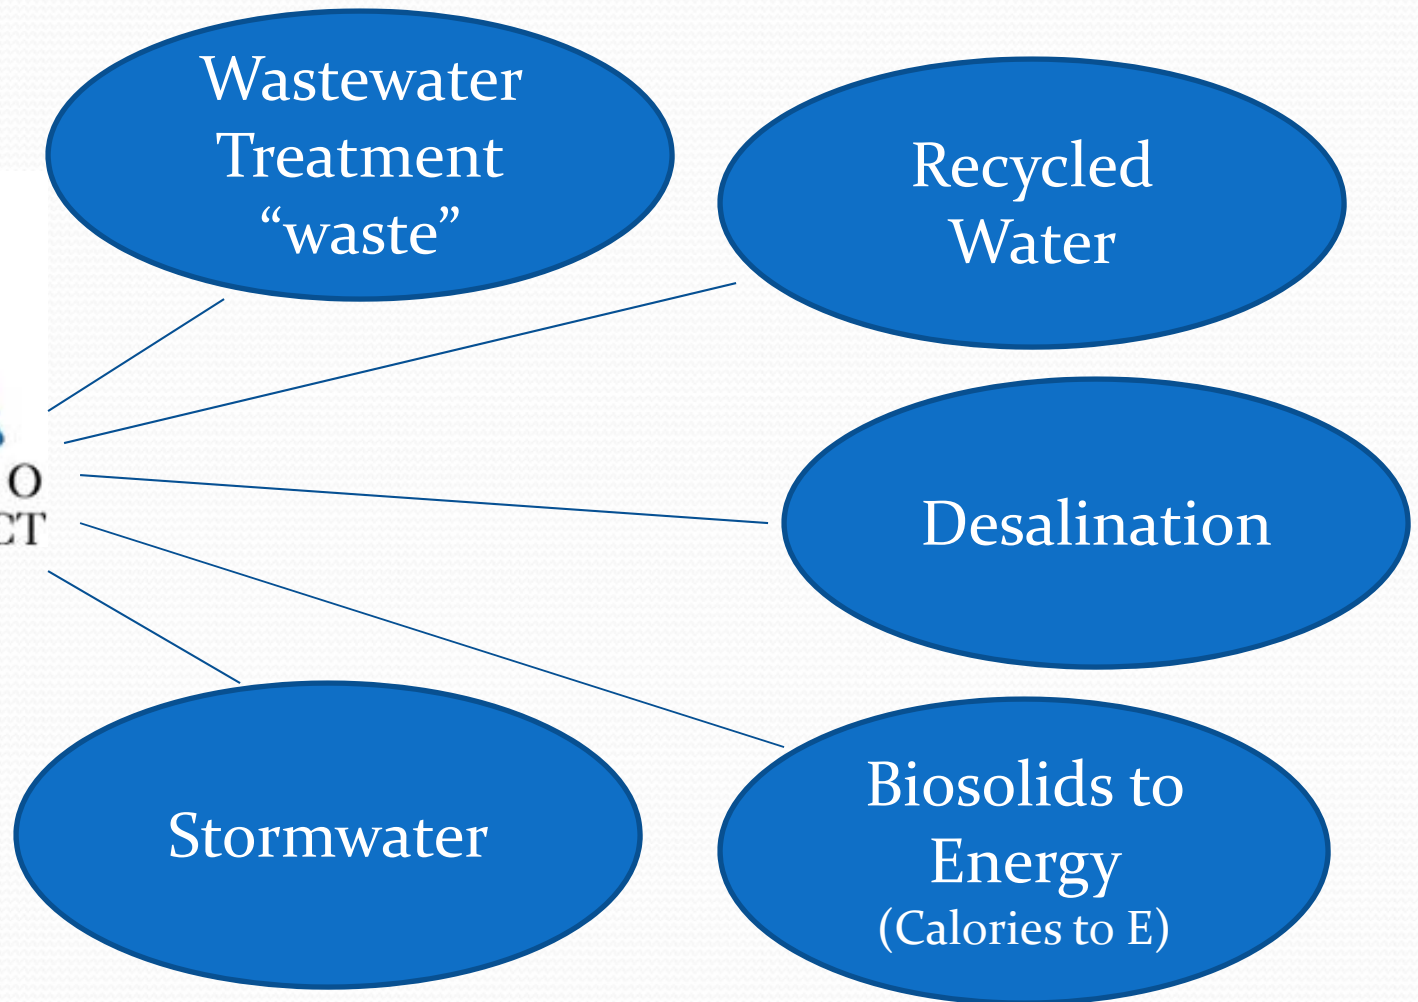 Wastewater
Treatment
“waste”
Recycled
Water
O
CT
Desalination
Stormwater
Biosolids to
Energy
(Calories to E)